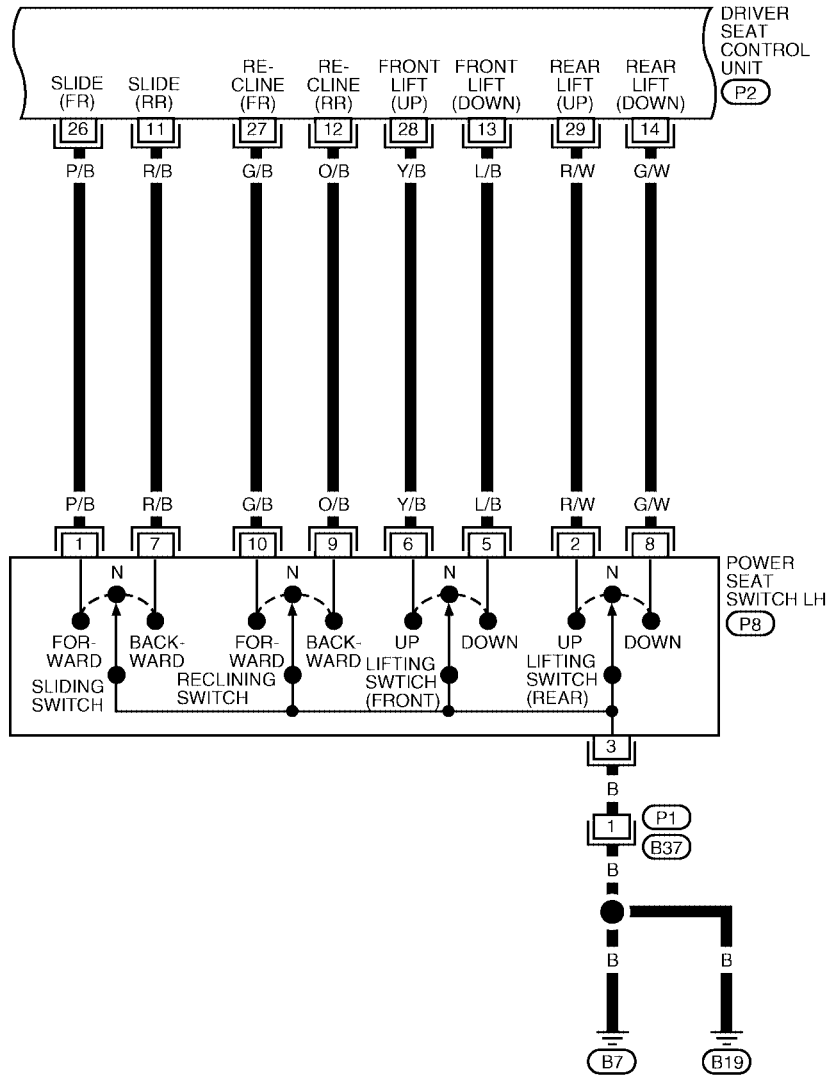 DRIVER
SEAT
CONTROL
UNIT
P2
SLIDE
(FR)
SLIDE
(RR)
RE-
CLINE
(FR)
RE-
CLINE
(RR)
FRONT
LIFT
(UP)
FRONT
LIFT
(DOWN)
REAR
LIFT
(UP)
REAR
LIFT
(DOWN)
26 11 27 12 28 13 29 14
P/B R/B G/B O/B Y/B L/B R/W G/W
P/B R/B G/B O/B Y/B L/B R/W G/W
1 7 10 9 6 5 2 8
POWER
SEAT
SWITCH LH
P8
N N N N
FOR-
WARD
BACK-
WARD
SLIDING
SWITCH
FOR-
WARD
BACK-
WARD
RECLINING
SWITCH
UP DOWN
LIFTING
SWTICH
(FRONT)
UP DOWN
LIFTING
SWITCH
(REAR)
3
B
1
P1
B37
B
B B
B7 B19